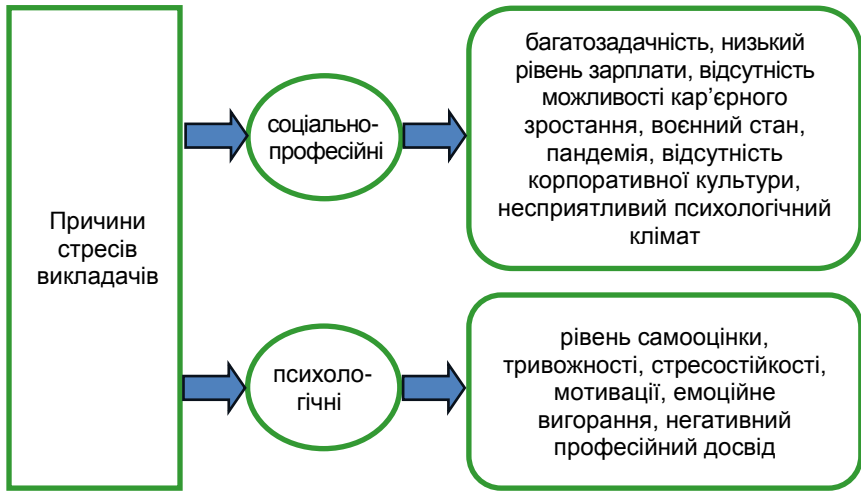 Причини
стресів
викладачів
соціально-
професійні
багатозадачність, низький
рівень зарплати, відсутність
можливості кар’єрного
зростання, воєнний стан,
пандемія, відсутність
корпоративної культури,
несприятливий психологічний
клімат
психоло-
гічні
рівень самооцінки,
тривожності, стресостійкості,
мотивації, емоційне
вигорання, негативний
професійний досвід